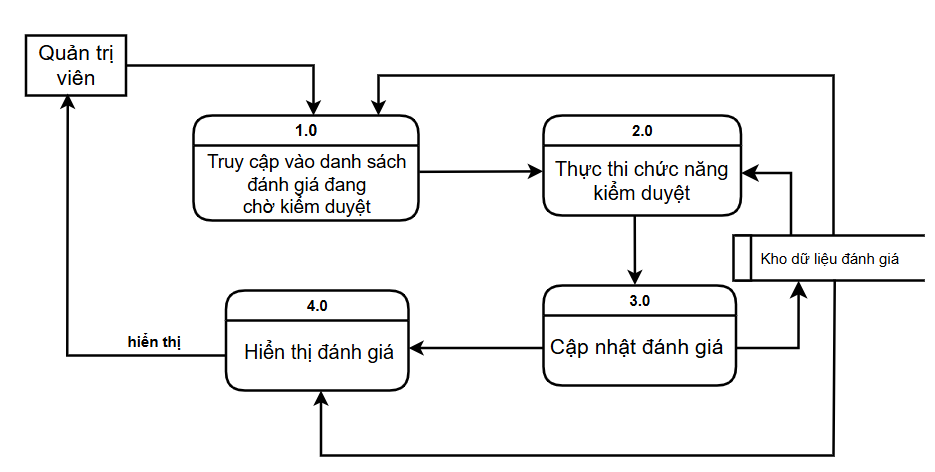 Quản trị
viên
1.0
Truy cập vào danh sách
đánh giá đang
chờ kiểm duyệt
2.0
Thực thi chức năng
kiểm duyệt
Kho dữ liệu đánh giá
3.0
Cập nhật đánh giá
4.0
Hiển thị đánh giá
hiển thị